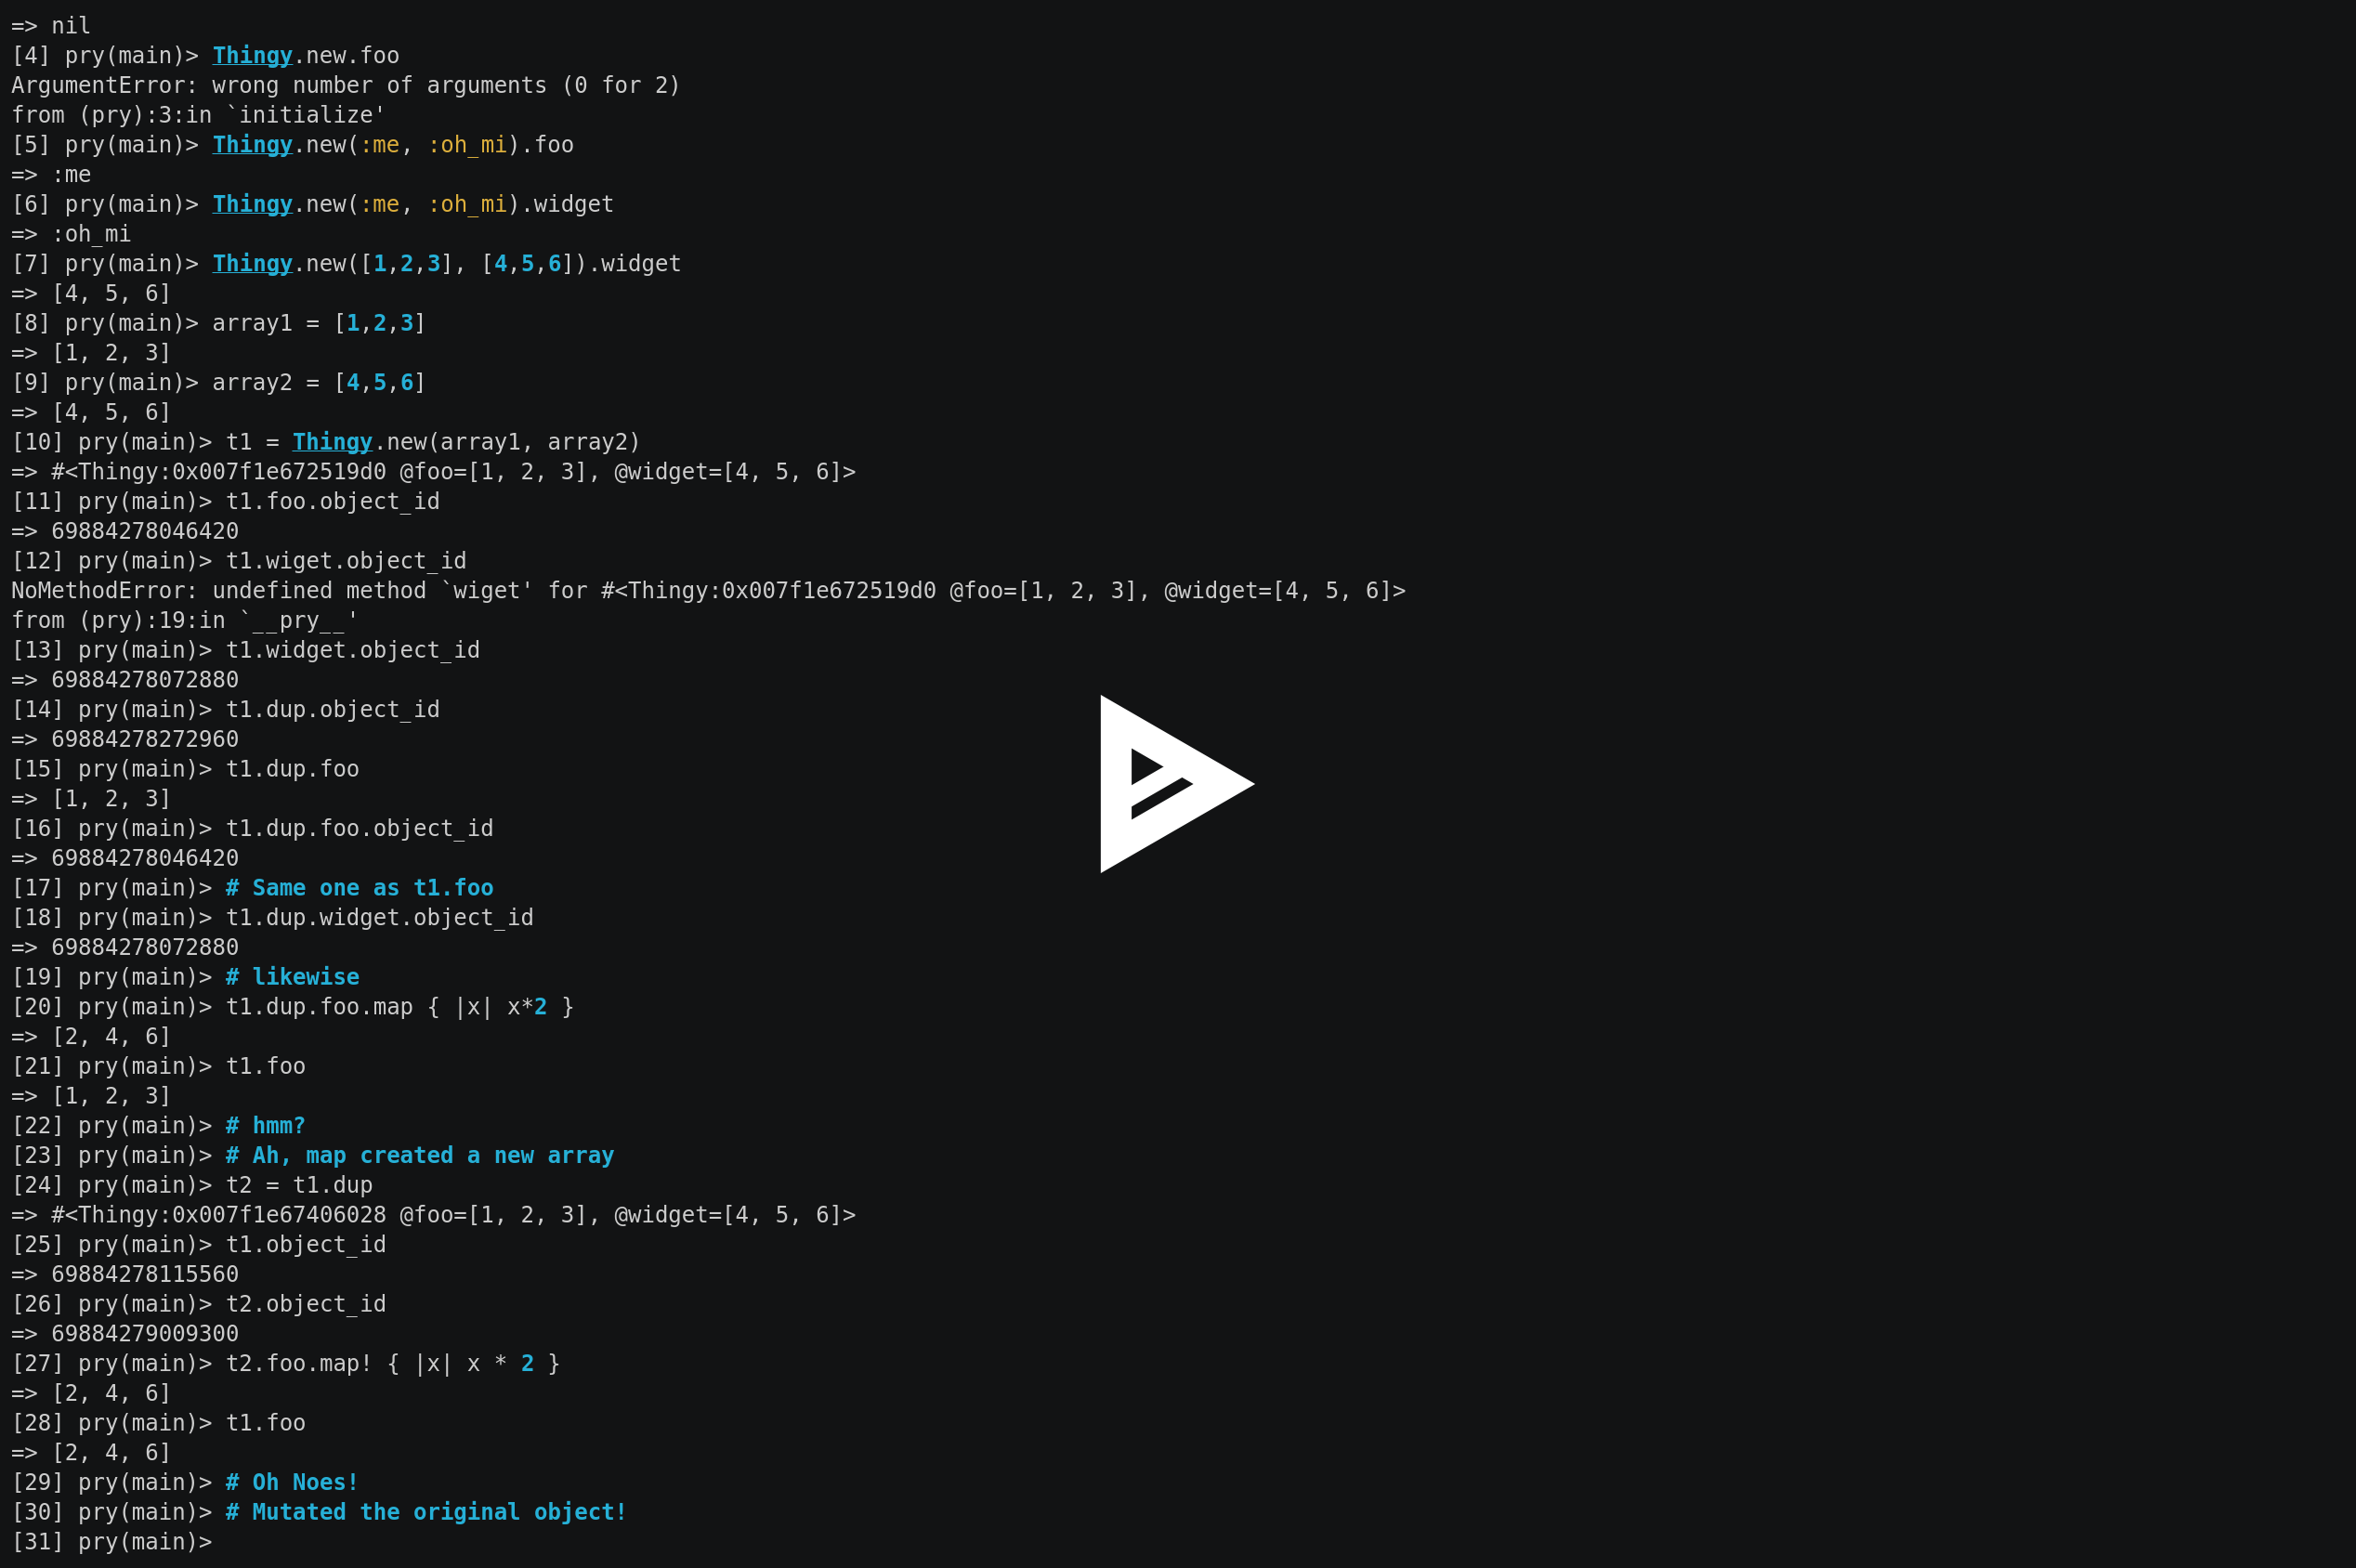 => nil
[4] pry(main)> Thingy.new.foo
ArgumentError: wrong number of arguments (0 for 2)
from (pry):3:in `initialize'
[5] pry(main)> Thingy.new(:me, :oh_mi).foo
=> :me
[6] pry(main)> Thingy.new(:me, :oh_mi).widget
=> :oh_mi
[7] pry(main)> Thingy.new([1,2,3], [4,5,6]).widget
=> [4, 5, 6]
[8] pry(main)> array1 = [1,2,3]
=> [1, 2, 3]
[9] pry(main)> array2 = [4,5,6]
=> [4, 5, 6]
[10] pry(main)> t1 = Thingy.new(array1, array2)
=> #<Thingy:0x007f1e672519d0 @foo=[1, 2, 3], @widget=[4, 5, 6]>
[11] pry(main)> t1.foo.object_id
=> 69884278046420
[12] pry(main)> t1.wiget.object_id
NoMethodError: undefined method `wiget' for #<Thingy:0x007f1e672519d0 @foo=[1, 2, 3], @widget=[4, 5, 6]>
from (pry):19:in `__pry__'
[13] pry(main)> t1.widget.object_id
=> 69884278072880
[14] pry(main)> t1.dup.object_id
=> 69884278272960
[15] pry(main)> t1.dup.foo
=> [1, 2, 3]
[16] pry(main)> t1.dup.foo.object_id
=> 69884278046420
[17] pry(main)> # Same one as t1.foo
[18] pry(main)> t1.dup.widget.object_id
=> 69884278072880
[19] pry(main)> # likewise
[20] pry(main)> t1.dup.foo.map { |x| x*2 }
=> [2, 4, 6]
[21] pry(main)> t1.foo
=> [1, 2, 3]
[22] pry(main)> # hmm?
[23] pry(main)> # Ah, map created a new array
[24] pry(main)> t2 = t1.dup
=> #<Thingy:0x007f1e67406028 @foo=[1, 2, 3], @widget=[4, 5, 6]>
[25] pry(main)> t1.object_id
=> 69884278115560
[26] pry(main)> t2.object_id
=> 69884279009300
[27] pry(main)> t2.foo.map! { |x| x * 2 }
=> [2, 4, 6]
[28] pry(main)> t1.foo
=> [2, 4, 6]
[29] pry(main)> # Oh Noes!
[30] pry(main)> # Mutated the original object!
[31] pry(main)>